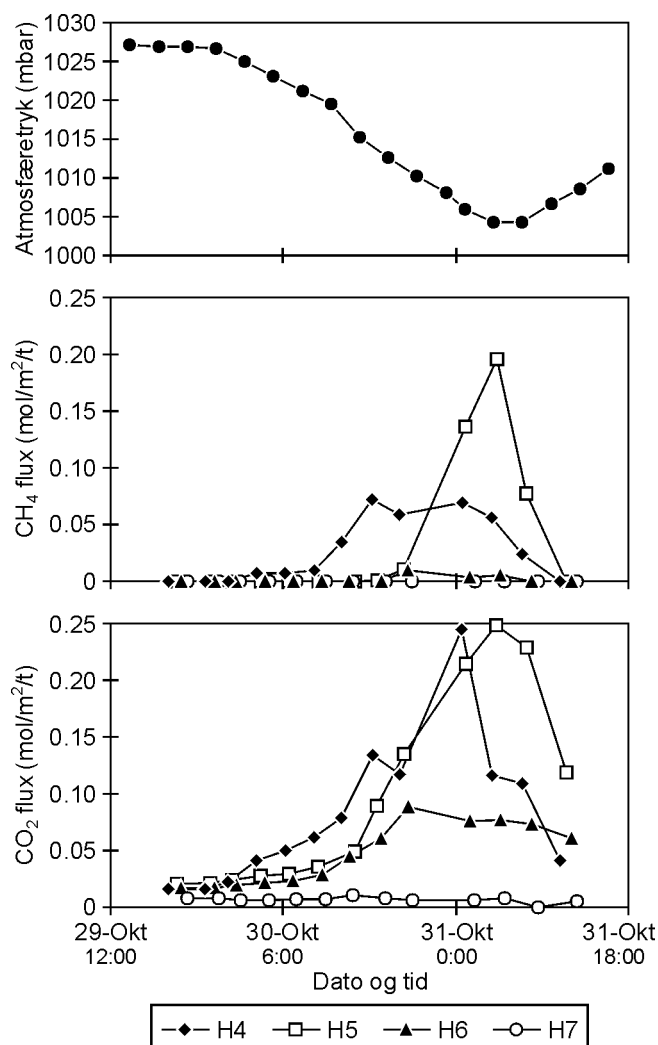 1030
1025
1020
1015
1010
1005
1000
Atmosfæretryk (mbar)
0.25
0.20
0.15
0.10
0.05
0
CH₄ flux (mol/m²/t)
0.25
0.20
0.15
0.10
0.05
0
CO₂ flux (mol/m²/t)
29-Okt 30-Okt 31-Okt 31-Okt
12:00 6:00 0:00 18:00
Dato og tid
H4 H5 H6 H7